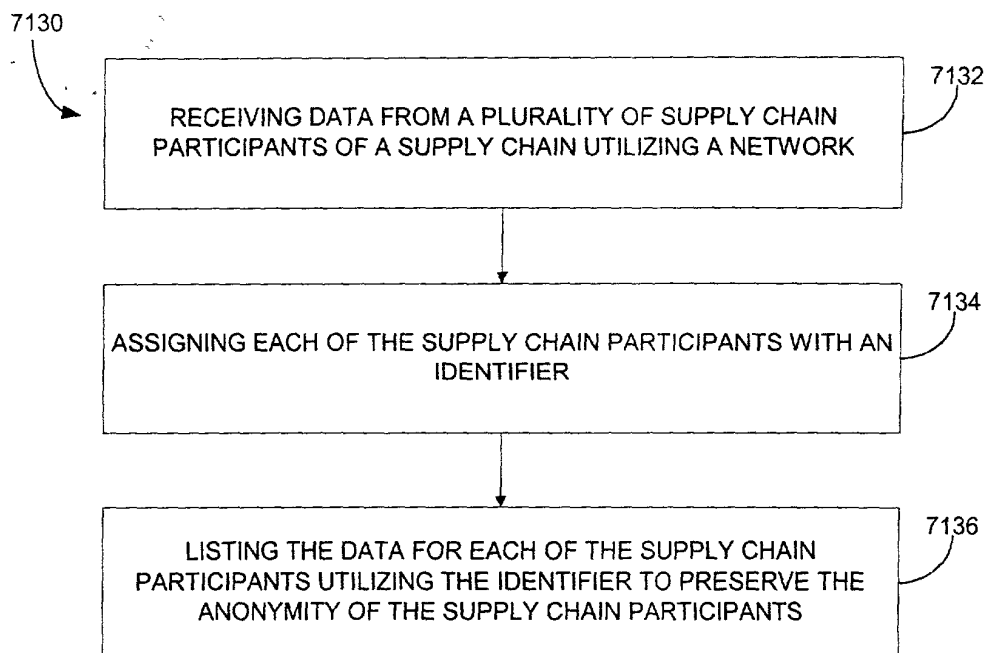 7130
7132
RECEIVING DATA FROM A PLURALITY OF SUPPLY CHAIN
PARTICIPANTS OF A SUPPLY CHAIN UTILIZING A NETWORK
7134
ASSIGNING EACH OF THE SUPPLY CHAIN PARTICIPANTS WITH AN
IDENTIFIER
7136
LISTING THE DATA FOR EACH OF THE SUPPLY CHAIN
PARTICIPANTS UTILIZING THE IDENTIFIER TO PRESERVE THE
ANONYMITY OF THE SUPPLY CHAIN PARTICIPANTS